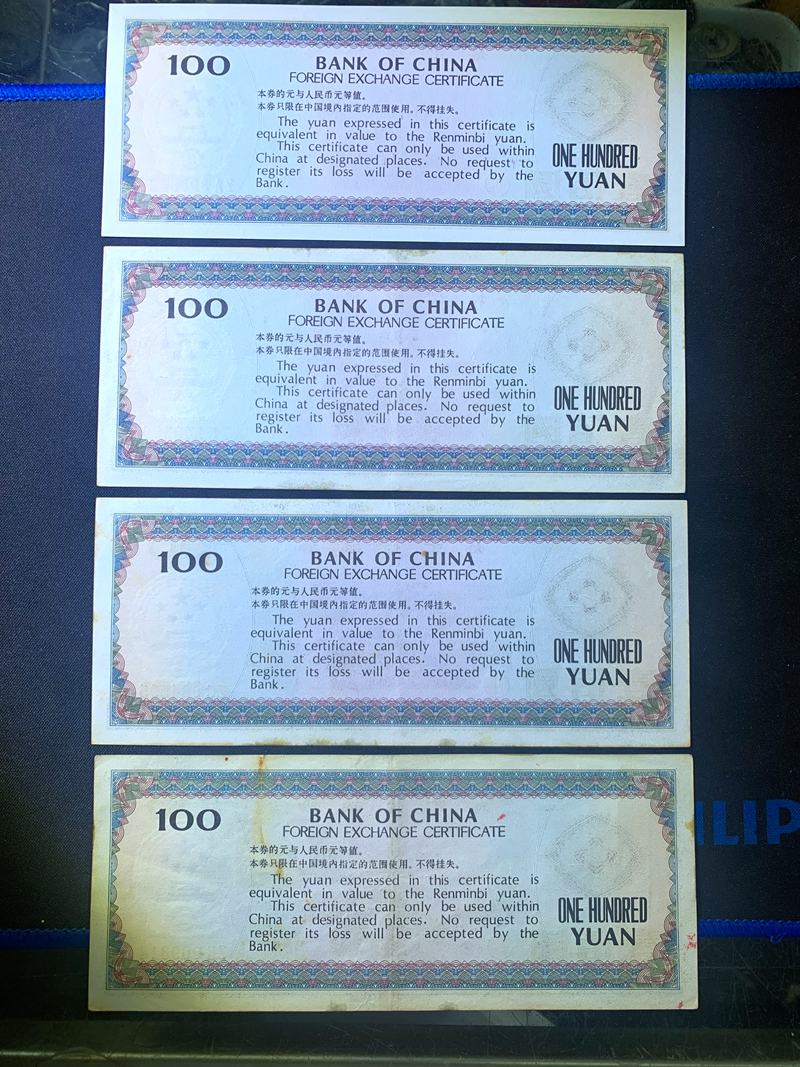 100
BANK OF CHINA
FOREIGN EXCHANGE CERTIFICATE
本券的元与人民币元等值。
本券只限在中国境内指定的范围使用。不得挂失。
The yuan expressed in this certificate is
equivalent in value to the Renminbi yuan.
This certificate can only be used within
China at designated places. No request to
register its loss will be accepted by the
Bank.
ONE HUNDRED
YUAN
100
BANK OF CHINA
FOREIGN EXCHANGE CERTIFICATE
本券的元与人民币元等值。
本券只限在中国境内指定的范围使用。不得挂失。
The yuan expressed in this certificate is
equivalent in value to the Renminbi yuan.
This certificate can only be used within
China at designated places. No request to
register its loss will be accepted by the
Bank.
ONE HUNDRED
YUAN
100
BANK OF CHINA
FOREIGN EXCHANGE CERTIFICATE
本券的元与人民币元等值。
本券只限在中国境内指定的范围使用。不得挂失。
The yuan expressed in this certificate is
equivalent in value to the Renminbi yuan.
This certificate can only be used within
China at designated places. No request to
register its loss will be accepted by the
Bank.
ONE HUNDRED
YUAN
100
BANK OF CHINA
FOREIGN EXCHANGE CERTIFICATE
本券的元与人民币元等值。
本券只限在中国境内指定的范围使用。不得挂失。
The yuan expressed in this certificate is
equivalent in value to the Renminbi yuan.
This certificate can only be used within
China at designated places. No request to
register its loss will be accepted by the
Bank.
ONE HUNDRED
YUAN
ILIP